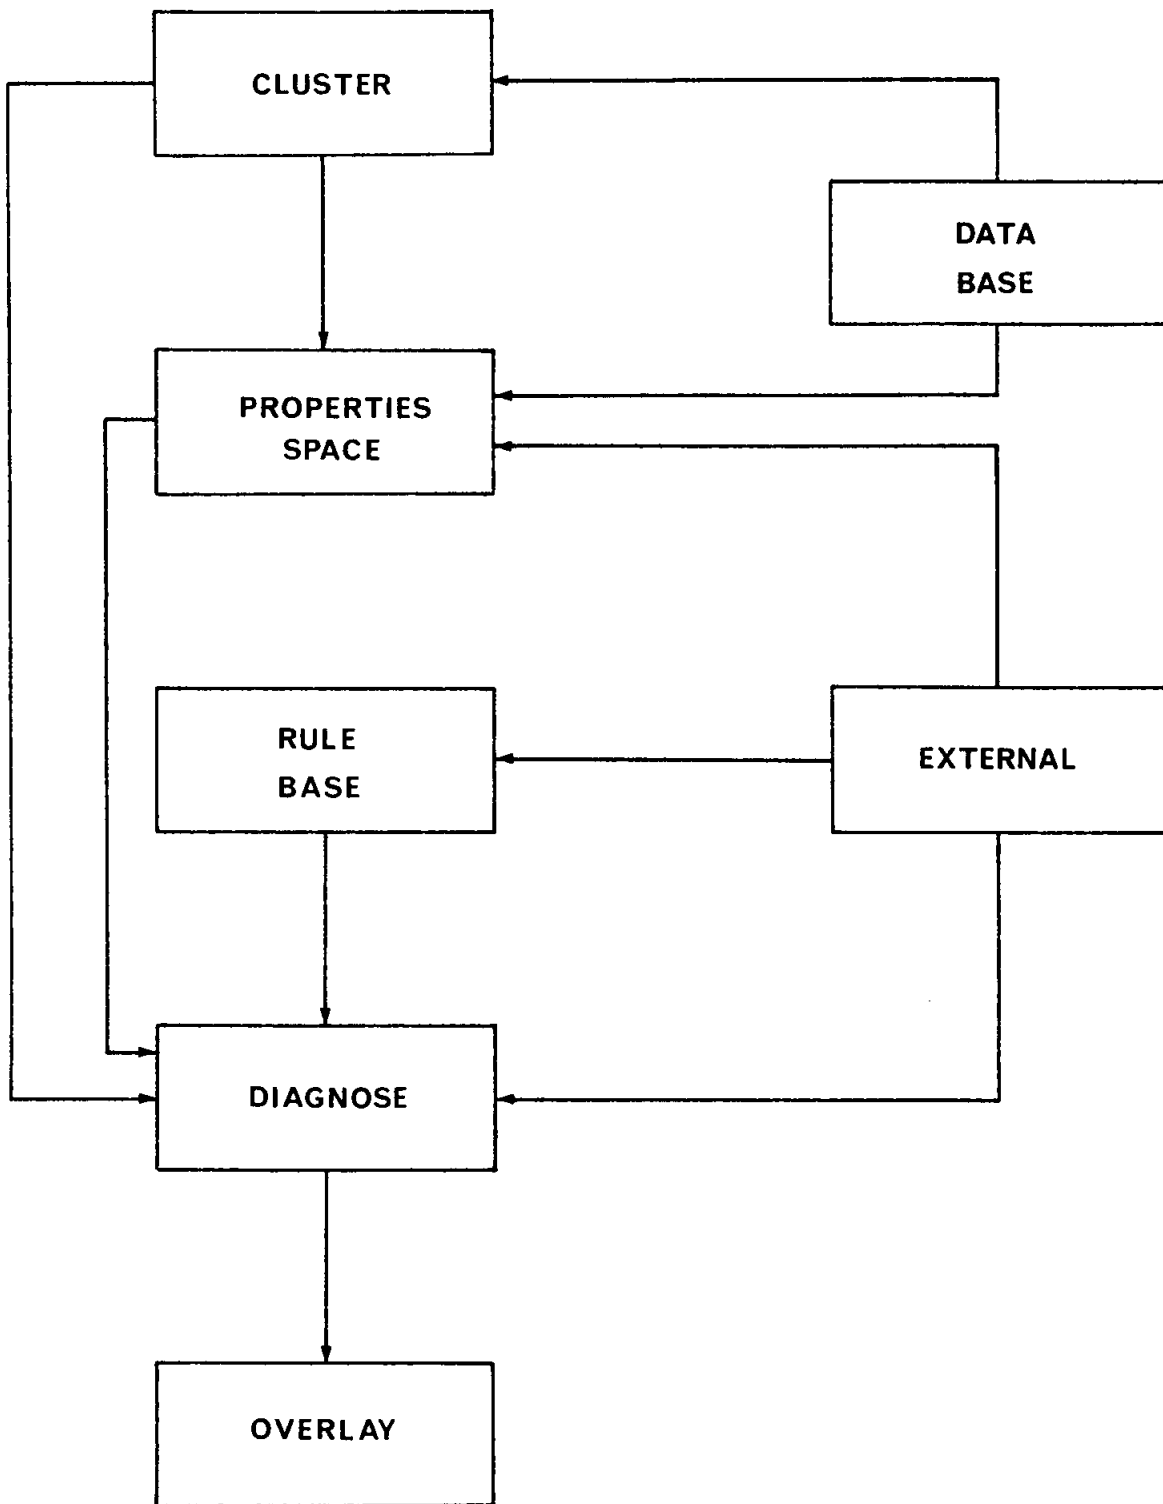 CLUSTER
DATA
BASE
PROPERTIES
SPACE
RULE
BASE
EXTERNAL
DIAGNOSE
OVERLAY